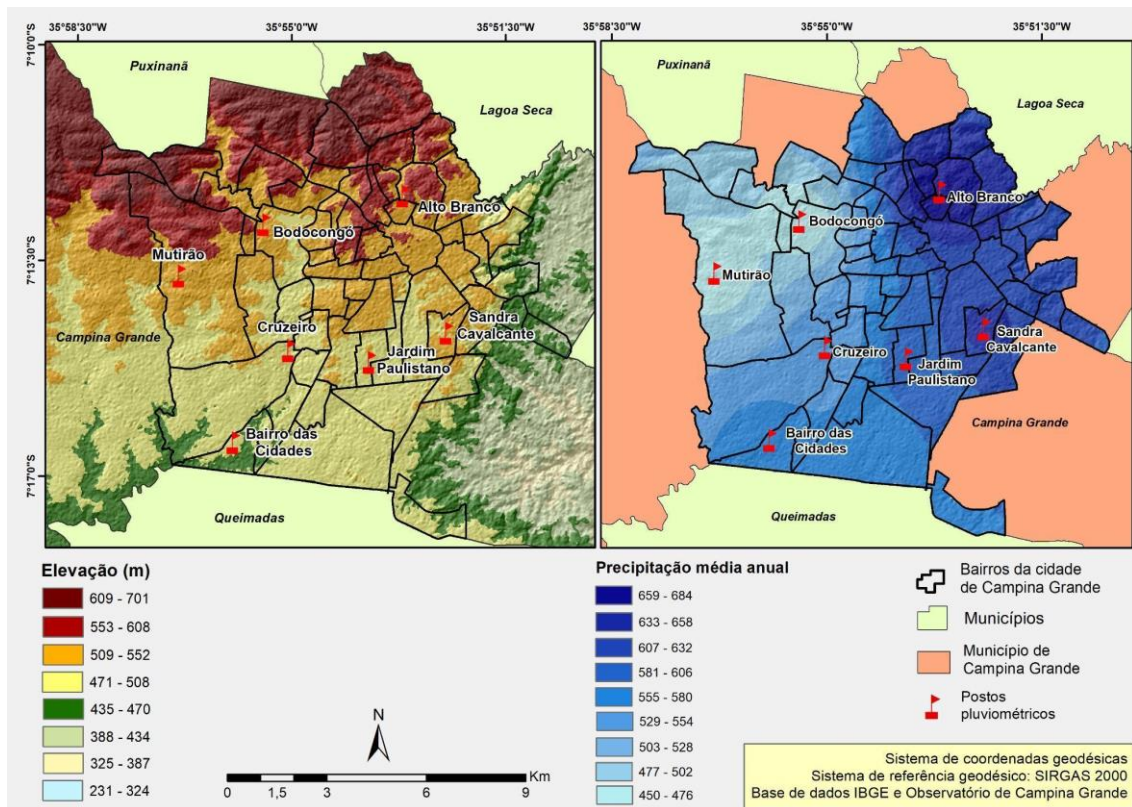 35°58'30"W
35°55'0"W
35°51'30"W
35°58'30"W
35°55'0"W
35°51'30"W
7°10'0"S
7°13'30"S
7°17'0"S
Puxinanã
Lagoa Seca
Alto Branco
Bodocongó
Mutirão
Campina Grande
Cruzeiro
Sandra
Cavalcante
Jardim
Paulistano
Bairro das
Cidades
Queimadas
Puxinanã
Lagoa Seca
Alto Branco
Bodocongó
Mutirão
Cruzeiro
Sandra
Cavalcante
Jardim
Paulistano
Campina Grande
Bairro das
Cidades
Queimadas
Elevação (m)
609 - 701
553 - 608
509 - 552
471 - 508
435 - 470
388 - 434
325 - 387
231 - 324
N
Km
0 1,5 3 6 9
Precipitação média anual
659 - 684
633 - 658
607 - 632
581 - 606
555 - 580
529 - 554
503 - 528
477 - 502
450 - 476
Bairros da cidade
de Campina Grande
Municípios
Município de
Campina Grande
Postos
pluviométricos
Sistema de coordenadas geodésicas
Sistema de referência geodésico: SIRGAS 2000
Base de dados IBGE e Observatório de Campina Grande